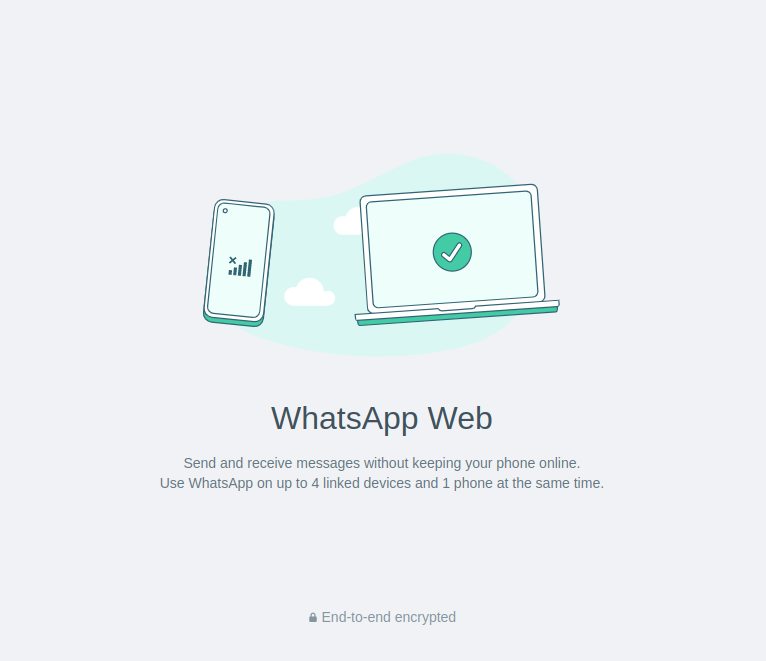 WhatsApp Web
Send and receive messages without keeping your phone online.
Use WhatsApp on up to 4 linked devices and 1 phone at the same time.
End-to-end encrypted